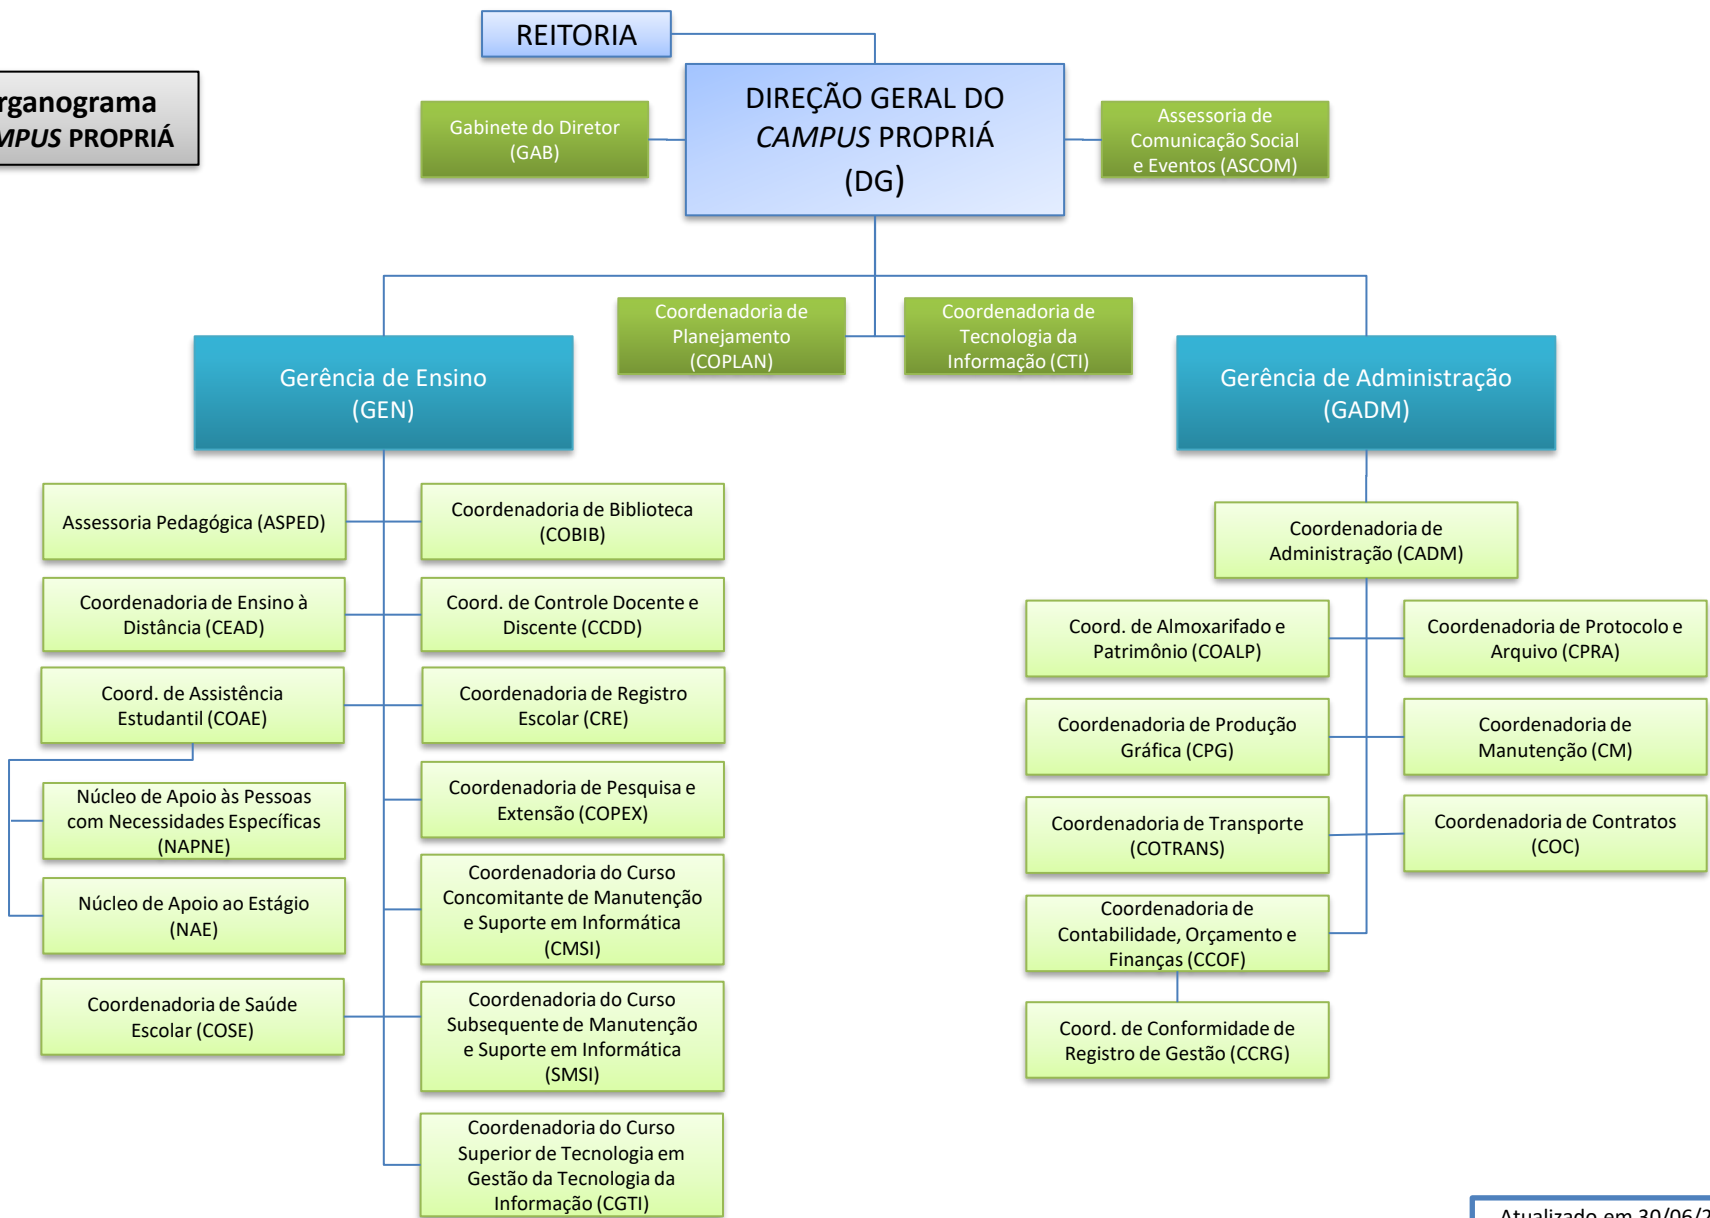 REITORIA
rganograma
MPUS PROPRIÁ
DIREÇÃO GERAL DO
CAMPUS PROPRIÁ
(DG)
Gabinete do Diretor
(GAB)
Assessoria de
Comunicação Social
e Eventos (ASCOM)
Coordenadoria de
Planejamento
(COPLAN)
Coordenadoria de
Tecnologia da
Informação (CTI)
Gerência de Ensino
(GEN)
Gerência de Administração
(GADM)
Assessoria Pedagógica (ASPED)
Coordenadoria de Biblioteca
(COBIB)
Coordenadoria de Ensino à
Distância (CEAD)
Coord. de Controle Docente e
Discente (CCDD)
Coord. de Assistência
Estudantil (COAE)
Coordenadoria de Registro
Escolar (CRE)
Núcleo de Apoio às Pessoas
com Necessidades Específicas
(NAPNE)
Coordenadoria de Pesquisa e
Extensão (COPEX)
Núcleo de Apoio ao Estágio
(NAE)
Coordenadoria do Curso
Concomitante de Manutenção
e Suporte em Informática
(CMSI)
Coordenadoria de Saúde
Escolar (COSE)
Coordenadoria do Curso
Subsequente de Manutenção
e Suporte em Informática
(SMSI)
Coordenadoria do Curso
Superior de Tecnologia em
Gestão da Tecnologia da
Informação (CGTI)
Coordenadoria de
Administração (CADM)
Coord. de Almoxarifado e
Patrimônio (COALP)
Coordenadoria de Protocolo e
Arquivo (CPRA)
Coordenadoria de Produção
Gráfica (CPG)
Coordenadoria de
Manutenção (CM)
Coordenadoria de Transporte
(COTRANS)
Coordenadoria de Contratos
(COC)
Coordenadoria de
Contabilidade, Orçamento e
Finanças (CCOF)
Coord. de Conformidade de
Registro de Gestão (CCRG)
Atualizado em 30/06/2